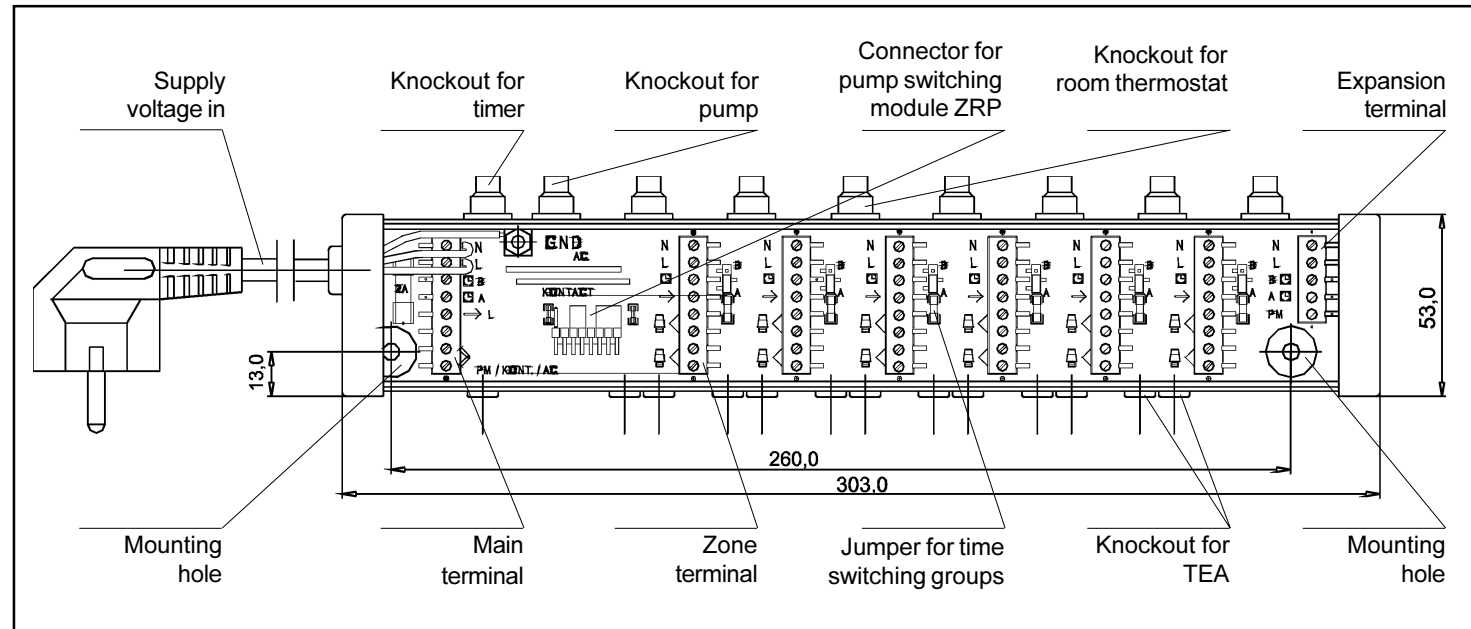 Supply
voltage in
Knockout for
timer
Knockout for
pump
Connector for
pump switching
module ZRP
Knockout for
room thermostat
Expansion
terminal
GND
AC
KONTACT
PM / KONT. / AC
N
L
B
A
L
N
L
B
A
N
L
B
A
N
L
B
A
N
L
B
A
N
L
B
A
N
L
B
A
N
L
B
A
PM
13,0
53,0
260,0
303,0
Mounting
hole
Main
terminal
Zone
terminal
Jumper for time
switching groups
Knockout for
TEA
Mounting
hole